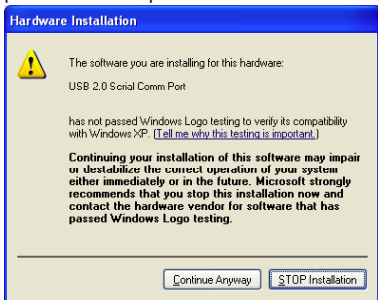 Hardware Installation
The software you are installing for this hardware:
USB 2.0 Serial Comm Port
has not passed Windows Logo testing to verify its compatibility
with Windows XP. (Tell me why this testing is important.)
Continuing your installation of this software may impair
or destabilize the correct operation of your system
either immediately or in the future. Microsoft strongly
recommends that you stop this installation now and
contact the hardware vendor for software that has
passed Windows Logo testing.
Continue Anyway
STOP Installation